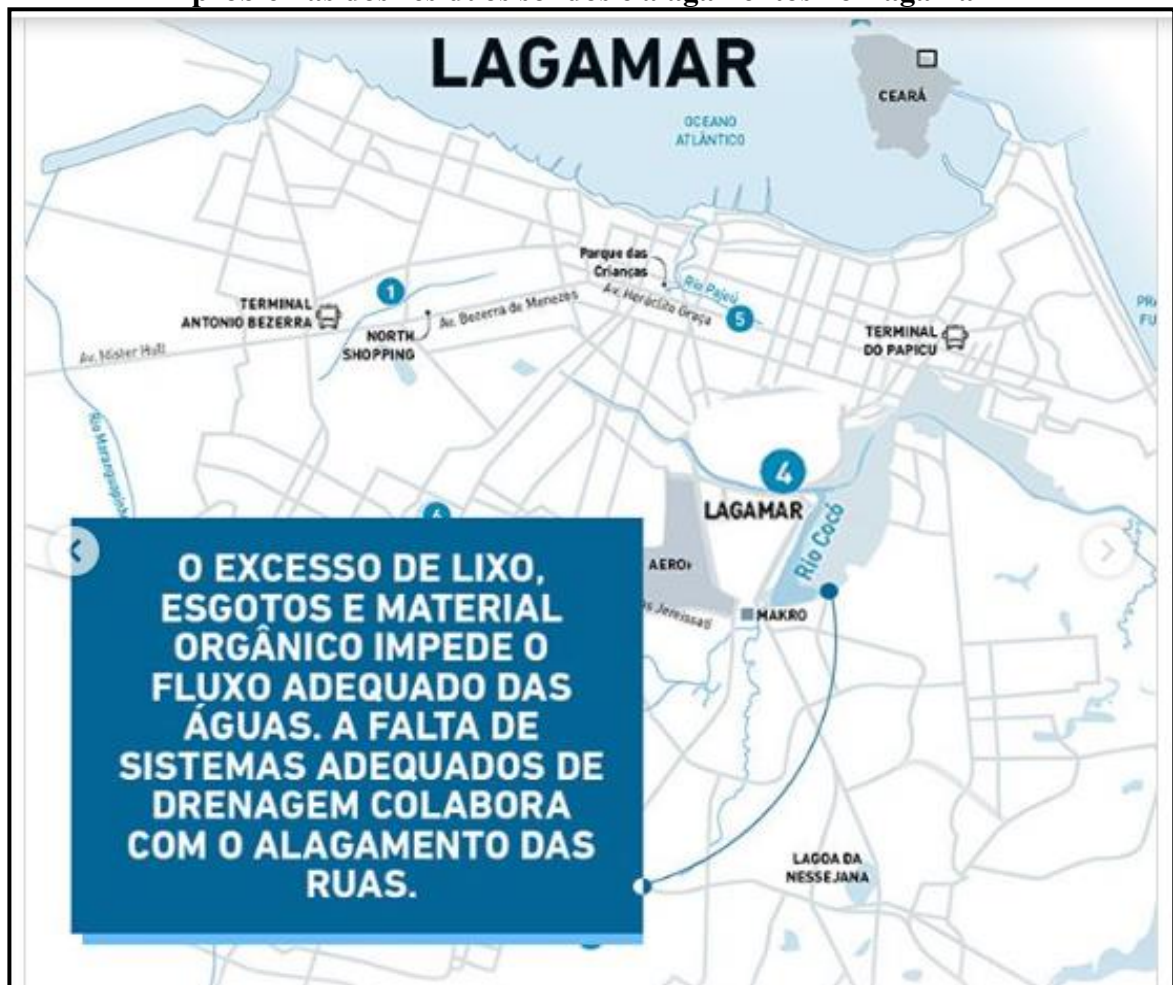 LAGAMAR
CEARÁ
OCEANO
ATLÂNTICO
Parque das
Crianças
Rio Pajeú
Av. Heráclito Graça
1
5
TERMINAL
ANTONIO BEZERRA
Av. Bezerra de Menezes
NORTH
SHOPPING
TERMINAL
DO PAPICU
Av. Mister Hull
Rio Maranguapinho
4
LAGAMAR
Rio Cocó
AERO
Jereissati
MAKRO
O EXCESSO DE LIXO,
ESGOTOS E MATERIAL
ORGÂNICO IMPEDE O
FLUXO ADEQUADO DAS
ÁGUAS. A FALTA DE
SISTEMAS ADEQUADOS DE
DRENAGEM COLABORA
COM O ALAGAMENTO DAS
RUAS.
LAGOA DA
NESSEJANA